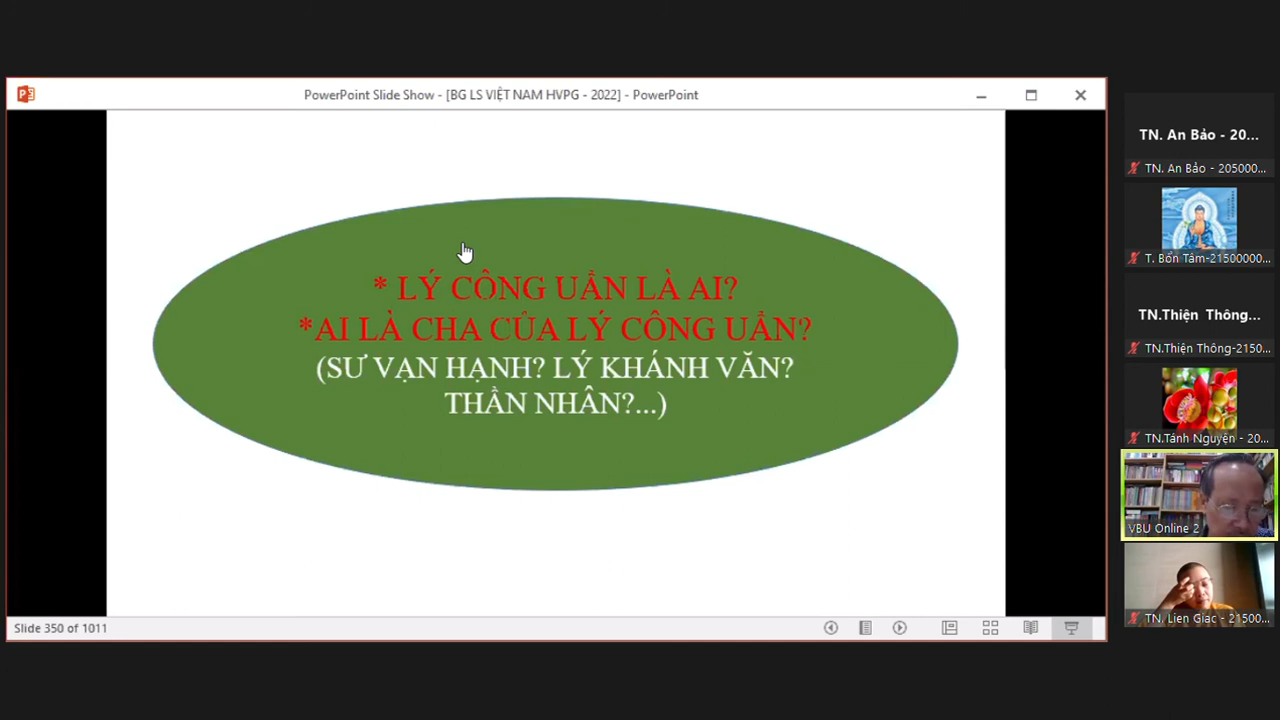 PowerPoint Slide Show - [BG LS VIỆT NAM HVPG - 2022] - PowerPoint
* LÝ CÔNG UẨN LÀ AI?
*AI LÀ CHA CỦA LÝ CÔNG UẨN?
(SƯ VẠN HẠNH? LÝ KHÁNH VĂN?
THẦN NHÂN?...)
Slide 350 of 1011
TN. An Bảo - 20...
TN. An Bảo - 205000...
T. Bổn Tâm-21500000...
TN.Thiện Thông...
TN.Thiện Thông-2150...
TN.Tánh Nguyện - 20...
VBU Online 2
TN. Lien Giac - 21500...